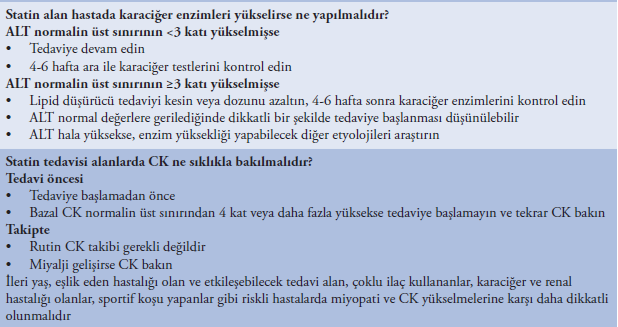 Statin alan hastada karaciğer enzimleri yükselirse ne yapılmalıdır?
ALT normalin üst sınırının <3 katı yükselmişse
• Tedaviye devam edin
• 4-6 hafta ara ile karaciğer testlerini kontrol edin
ALT normalin üst sınırının ≥3 katı yükselmişse
• Lipid düşürücü tedaviyi kesin veya dozunu azaltın, 4-6 hafta sonra karaciğer enzimlerini kontrol edin
• ALT normal değerlere gerilediğinde dikkatli bir şekilde tedaviye başlanması düşünülebilir
• ALT hala yüksekse, enzim yüksekliği yapabilecek diğer etyolojileri araştırın
Statin tedavisi alanlarda CK ne sıklıkla bakılmalıdır?
Tedavi öncesi
• Tedaviye başlamadan önce
• Bazal CK normalin üst sınırından 4 kat veya daha fazla yüksekse tedaviye başlamayın ve tekrar CK bakın
Takipte
• Rutin CK takibi gerekli değildir
• Miyalji gelişirse CK bakın
İleri yaş, eşlik eden hastalığı olan ve etkileşebilecek tedavi alan, çoklu ilaç kullananlar, karaciğer ve renal
hastalığı olanlar, sportif koşu yapanlar gibi riskli hastalarda miyopati ve CK yükselmelerine karşı daha dikkatli
olunmalıdır